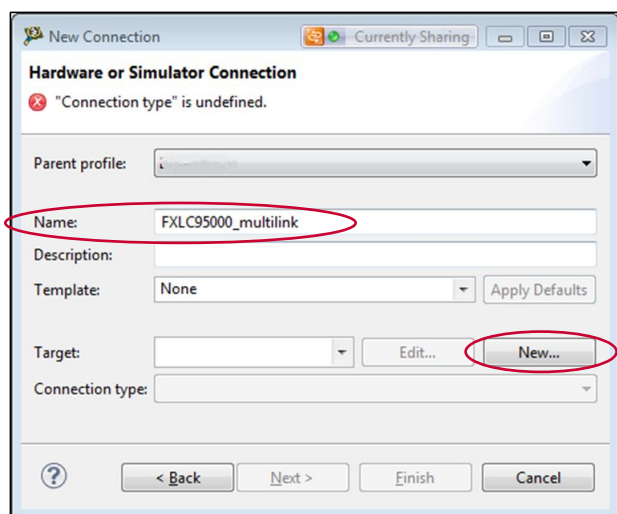 New Connection
Currently Sharing
Hardware or Simulator Connection
"Connection type" is undefined.
Parent profile:
Name: FXLC95000_multilink
Description:
Template: None Apply Defaults
Target: Edit... New...
Connection type:
? < Back Next > Finish Cancel